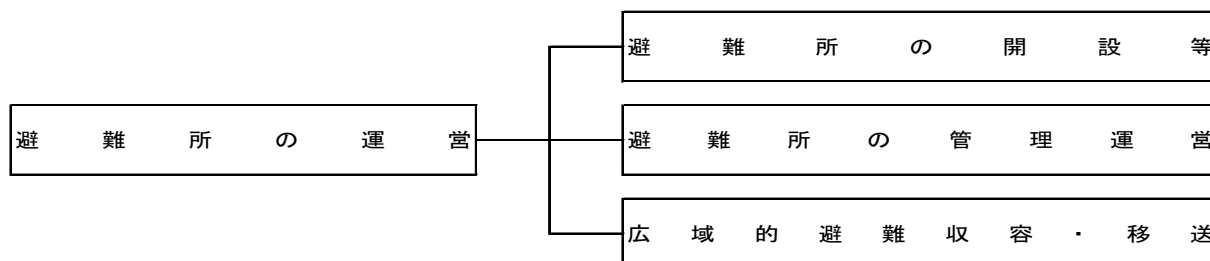 避難所の運営
避難所の開設等
避難所の管理運営
広域的避難収容・移送